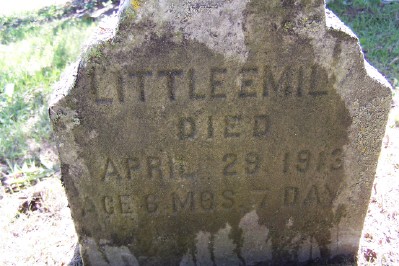 LITTLE EMIL
DIED
APRIL 29. 1913
AGE 6 MOS. 7 DAY